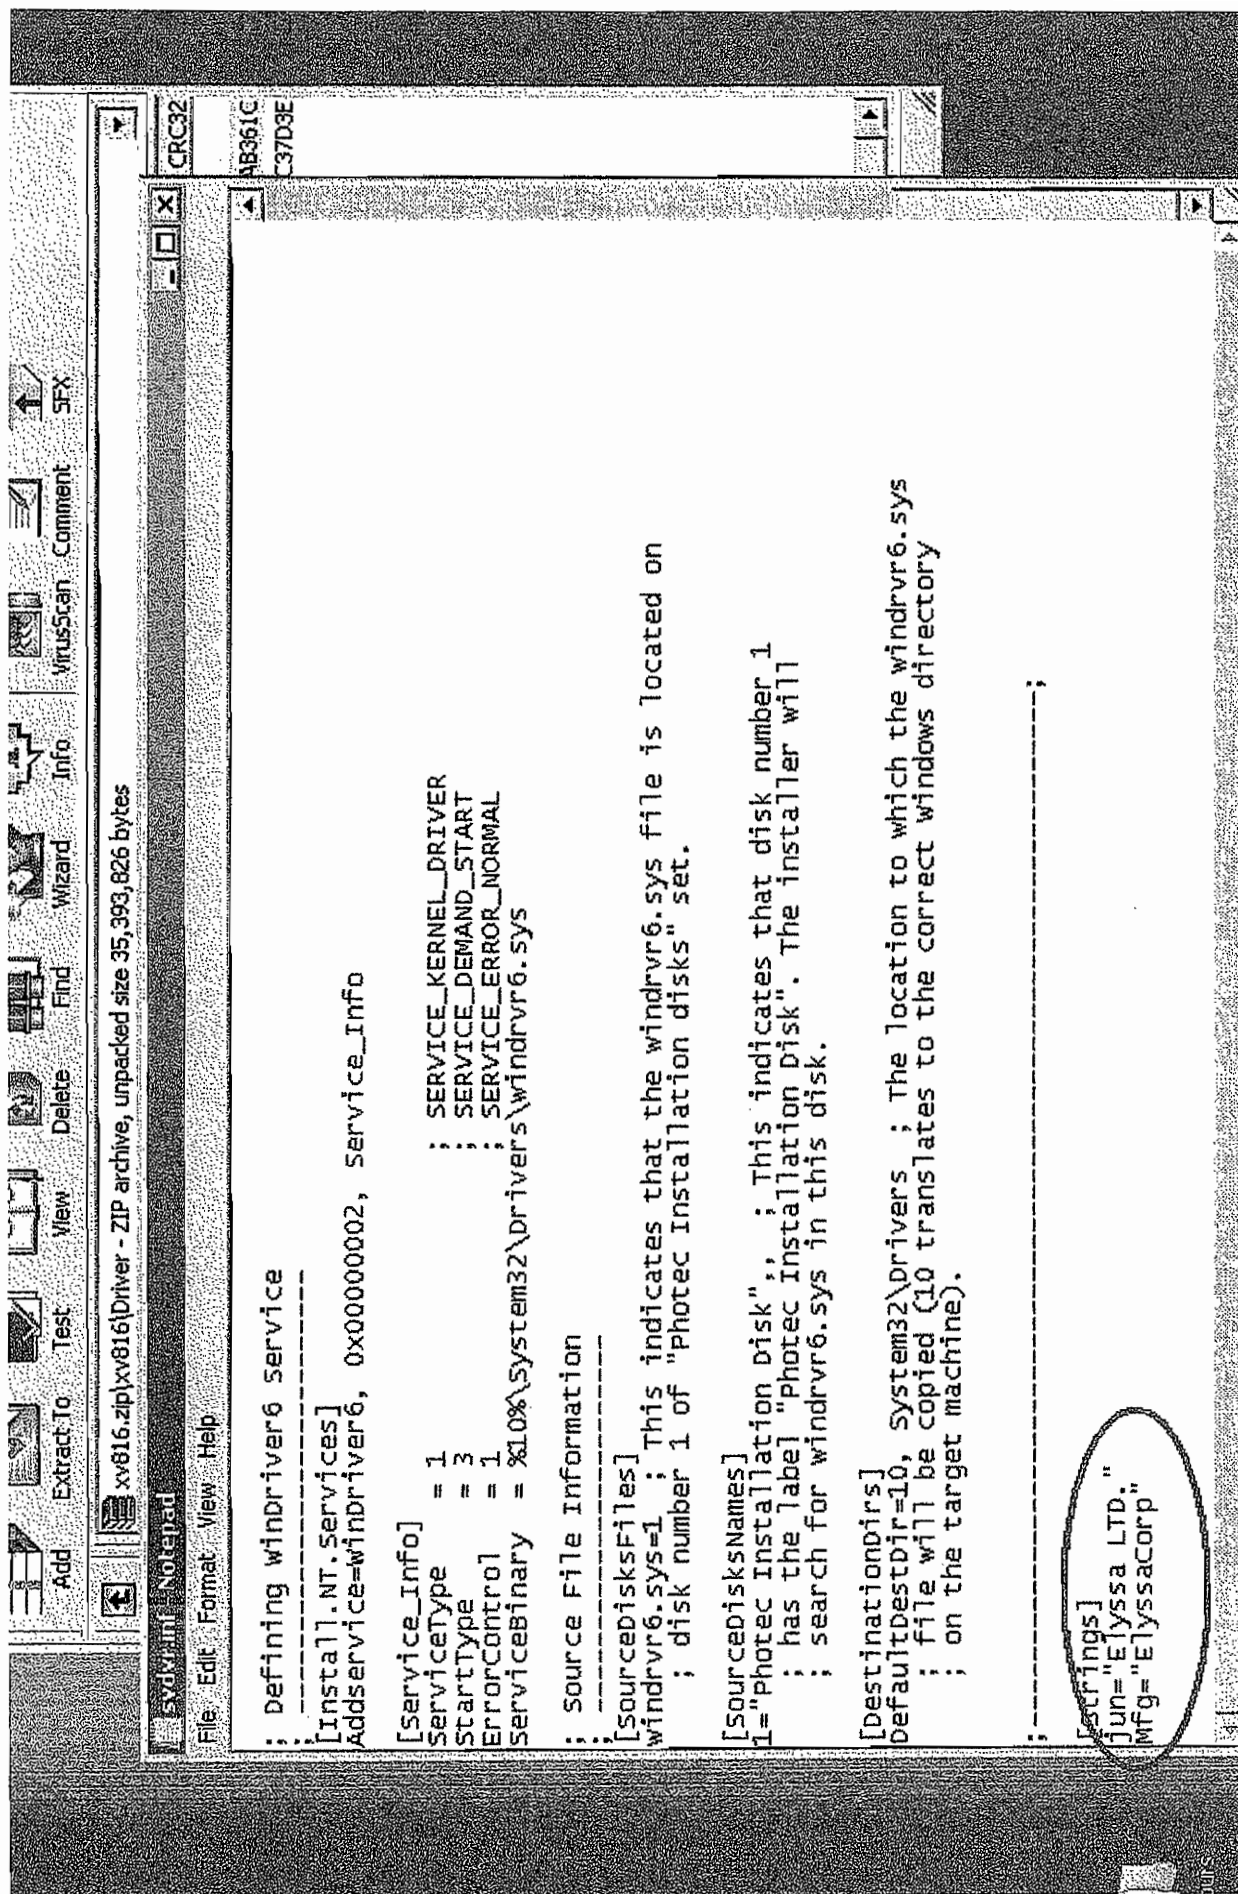 Add Extract To Test View Delete Find Wizard Info VirusScan Comment SFX
xv816.zip\xv816\Driver - ZIP archive, unpacked size 35,393,826 bytes
CRC32
AB361C
C37D3E
Notepad
File Edit Format View Help
; Defining WinDriver6 service
; -----------------------------
[Install.NT.Services]
Addservice=WinDriver6, 0x00000002, Service_Info
[Service_Info]
ServiceType = 1 ; SERVICE_KERNEL_DRIVER
StartType = 3 ; SERVICE_DEMAND_START
ErrorControl = 1 ; SERVICE_ERROR_NORMAL
ServiceBinary = %10%\system32\Drivers\windrvr6.sys
; Source File Information
; -----------------------------
[SourceDisksFiles]
windrvr6.sys=1 ; This indicates that the windrvr6.sys file is located on
; disk number 1 of "Photec Installation disks" set.
[SourceDisksNames]
1="Photec Installation Disk",, ; This indicates that disk number 1
; has the label "Photec Installation Disk". The installer will
; search for windrvr6.sys in this disk.
[DestinationDirs]
DefaultDestDir=10, System32\Drivers ; The location to which the windrvr6.sys
; file will be copied (10 translates to the correct windows directory
; on the target machine).
;----------------------------------------------------------------------;
[strings]
jun="Elyssa LTD."
Mfg="ElyssaCorp"